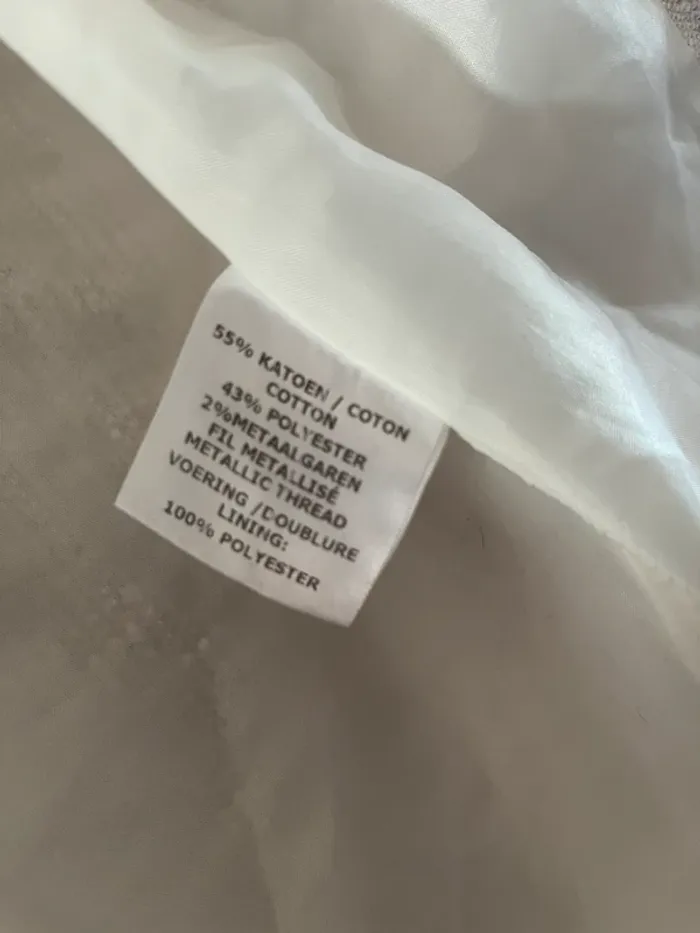 55% KATOEN / COTON
COTTON
43% POLYESTER
2%METAALGAREN
FIL METALLISÉ
METALLIC THREAD
VOERING /DOUBLURE
LINING:
100% POLYESTER